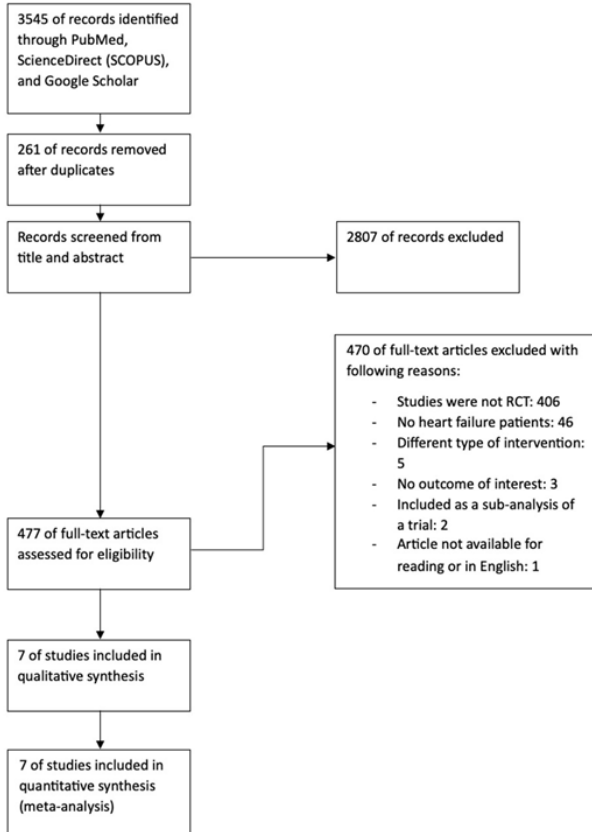 3545 of records identified
through PubMed,
ScienceDirect (SCOPUS),
and Google Scholar
261 of records removed
after duplicates
Records screened from
title and abstract
2807 of records excluded
470 of full-text articles excluded with
following reasons:
- Studies were not RCT: 406
- No heart failure patients: 46
- Different type of intervention:
5
- No outcome of interest: 3
- Included as a sub-analysis of
a trial: 2
- Article not available for
reading or in English: 1
477 of full-text articles
assessed for eligibility
7 of studies included in
qualitative synthesis
7 of studies included in
quantitative synthesis
(meta-analysis)